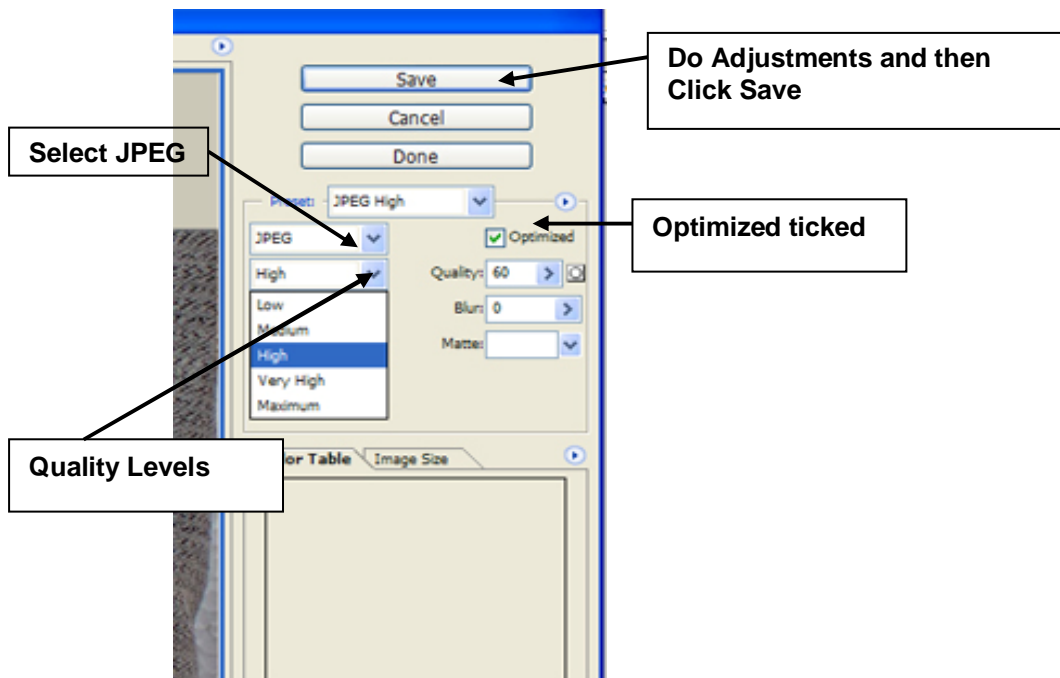 Do Adjustments and then
Click Save
Save
Cancel
Done
Select JPEG
Preset: JPEG High
Optimized ticked
JPEG
Optimized
High
Quality: 60
Low
Blur: 0
Medium
Matte:
High
Very High
Maximum
Quality Levels
lor Table
Image Size